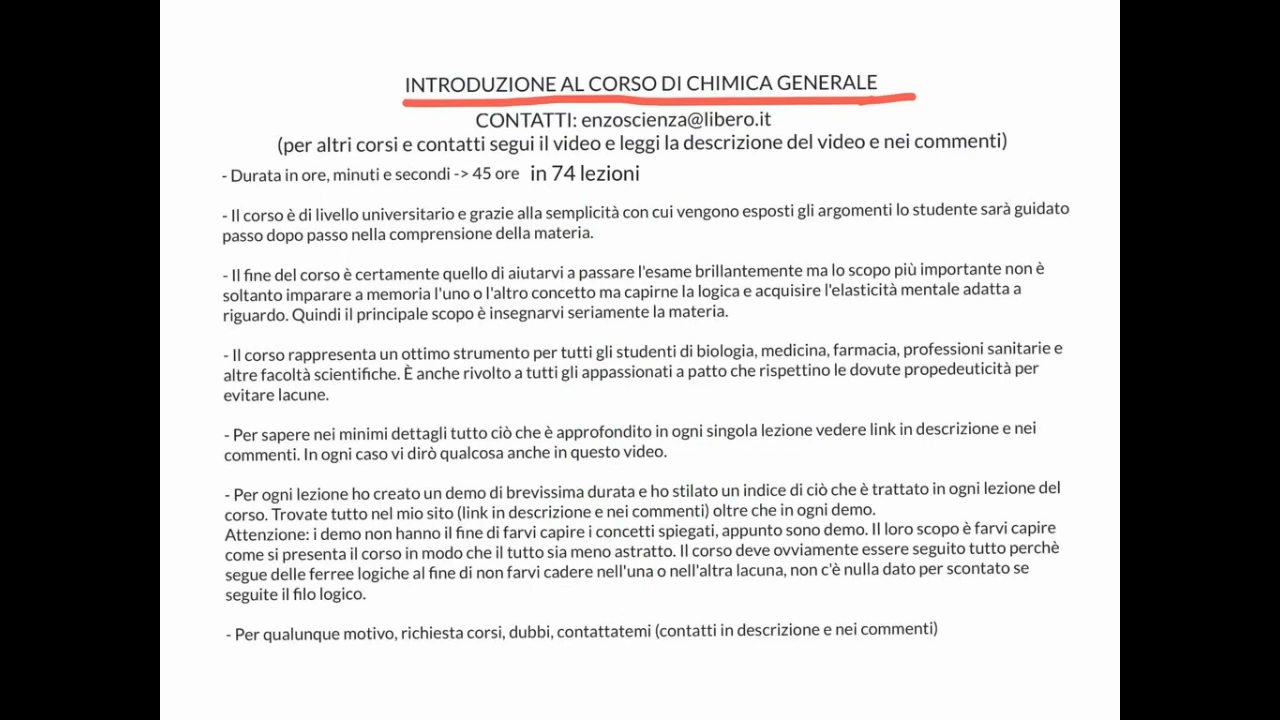 INTRODUZIONE AL CORSO DI CHIMICA GENERALE
CONTATTI: enzoscienza@libero.it
(per altri corsi e contatti segui il video e leggi la descrizione del video e nei commenti)
- Durata in ore, minuti e secondi -> 45 ore in 74 lezioni
- Il corso è di livello universitario e grazie alla semplicità con cui vengono esposti gli argomenti lo studente sarà guidato
passo dopo passo nella comprensione della materia.
- Il fine del corso è certamente quello di aiutarvi a passare l'esame brillantemente ma lo scopo più importante non è
soltanto imparare a memoria l'uno o l'altro concetto ma capirne la logica e acquisire l'elasticità mentale adatta a
riguardo. Quindi il principale scopo è insegnarvi seriamente la materia.
- Il corso rappresenta un ottimo strumento per tutti gli studenti di biologia, medicina, farmacia, professioni sanitarie e
altre facoltà scientifiche. È anche rivolto a tutti gli appassionati a patto che rispettino le dovute propedeuticità per
evitare lacune.
- Per sapere nei minimi dettagli tutto ciò che è approfondito in ogni singola lezione vedere link in descrizione e nei
commenti. In ogni caso vi dirò qualcosa anche in questo video.
- Per ogni lezione ho creato un demo di brevissima durata e ho stilato un indice di ciò che è trattato in ogni lezione del
corso. Trovate tutto nel mio sito (link in descrizione e nei commenti) oltre che in ogni demo.
Attenzione: i demo non hanno il fine di farvi capire i concetti spiegati, appunto sono demo. Il loro scopo è farvi capire
come si presenta il corso in modo che il tutto sia meno astratto. Il corso deve ovviamente essere seguito tutto perchè
segue delle ferree logiche al fine di non farvi cadere nell'una o nell'altra lacuna, non c'è nulla dato per scontato se
seguite il filo logico.
- Per qualunque motivo, richiesta corsi, dubbi, contattatemi (contatti in descrizione e nei commenti)